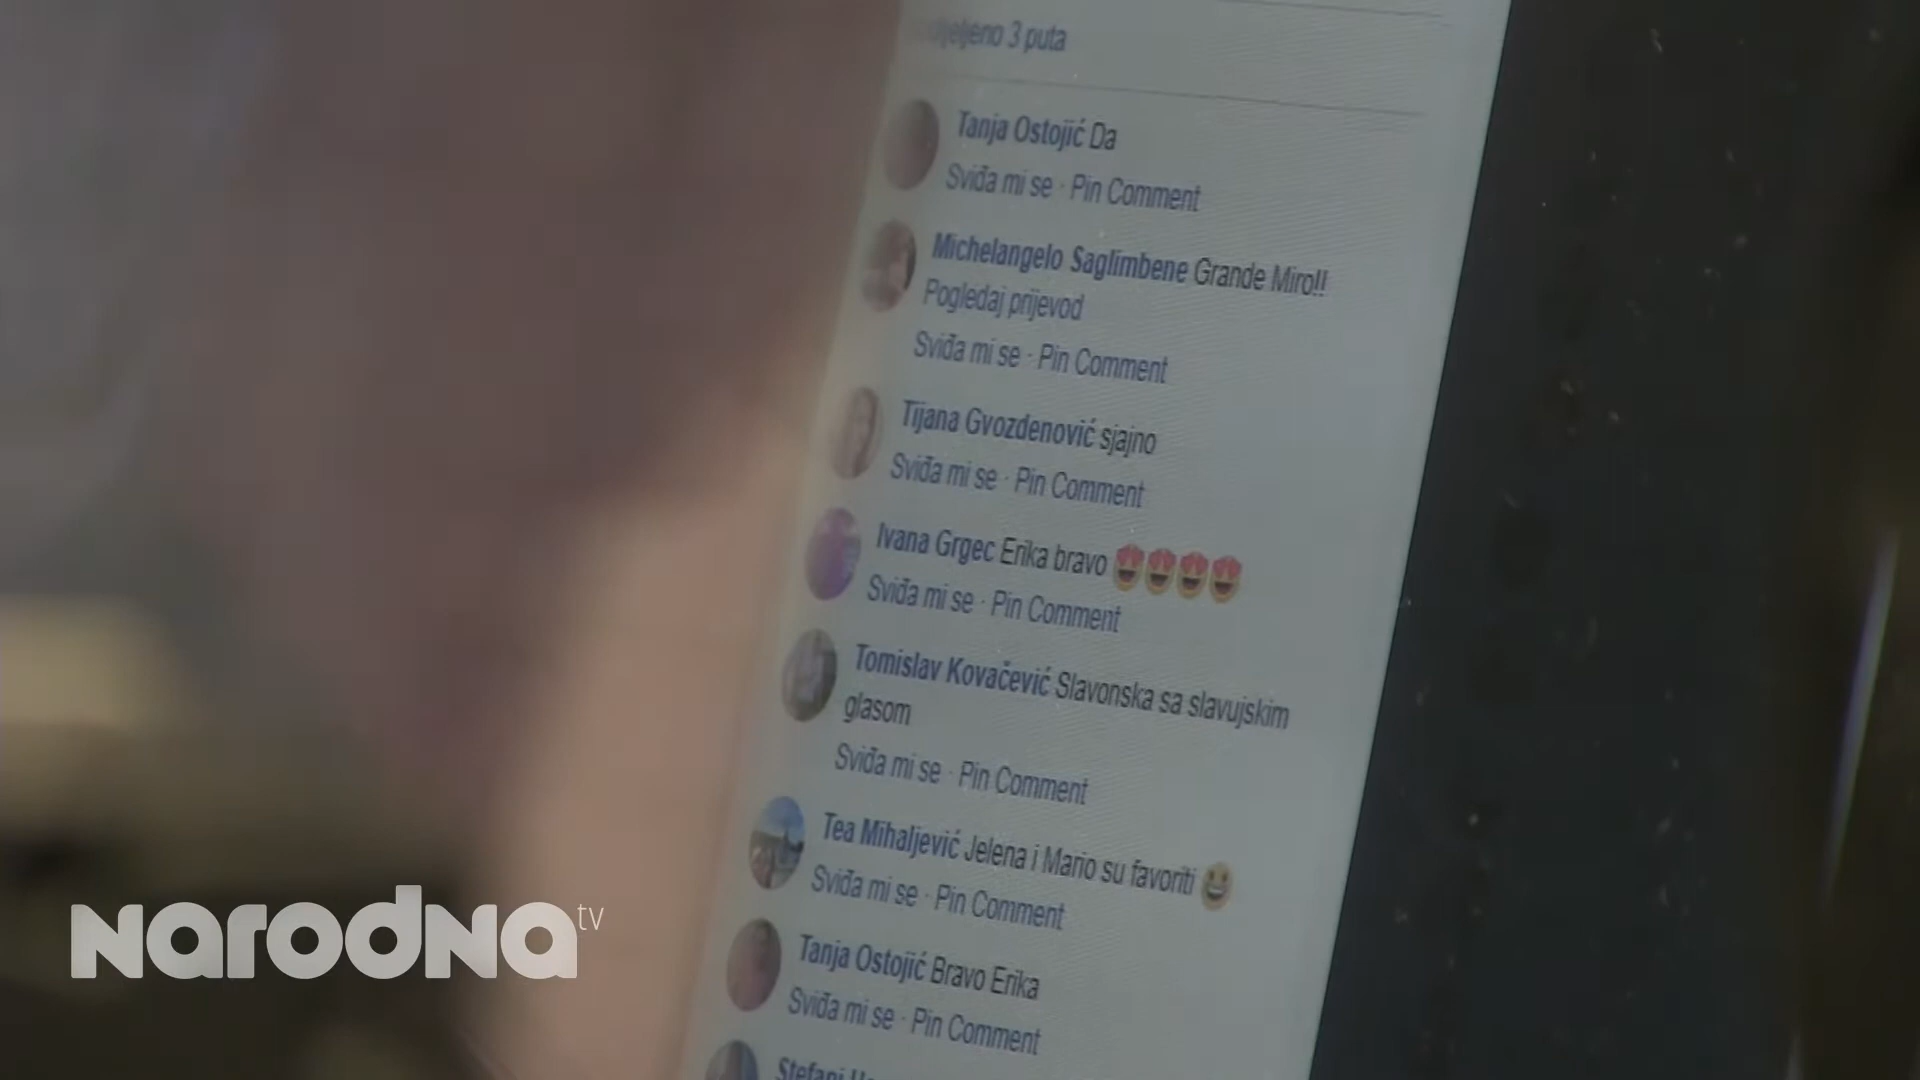 3 puta
Tanja Ostojić Da
Sviđa mi se · Pin Comment
Michelangelo Saglimbene Grande Miro!!
Pogledaj prijevod
Sviđa mi se · Pin Comment
Tijana Gvozdenović sjajno
Sviđa mi se · Pin Comment
Ivana Grgec Erika bravo 😍😍😍😍
Sviđa mi se · Pin Comment
Tomislav Kovačević Slavonska sa slavujskim
glasom
Sviđa mi se · Pin Comment
Tea Mihaljević Jelena i Mario su favoriti 😃
Sviđa mi se · Pin Comment
Tanja Ostojić Bravo Erika
Sviđa mi se · Pin Comment
Stefani
NARODNA tv